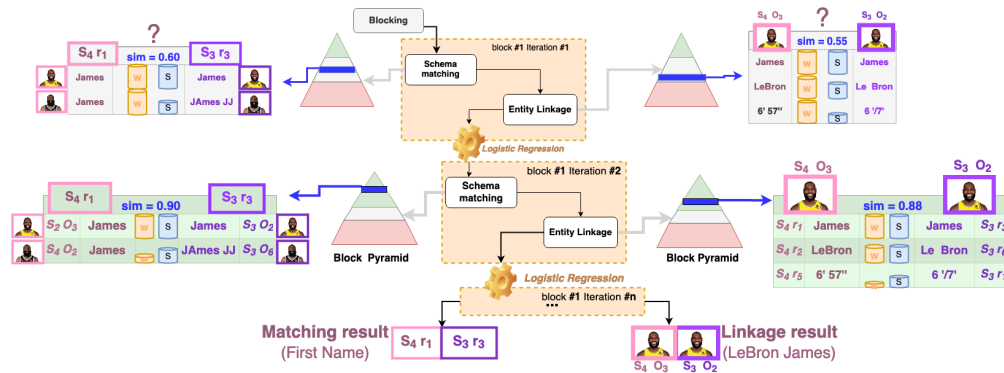 Blocking
block #1 Iteration #1
Schema
matching
Entity Linkage
Logistic Regression
?
S4 r1
S3 r3
sim = 0.60
James
W
S
James
James
W
S
JAmes JJ
S4 O3
?
S3 O2
sim = 0.55
James
W
S
James
LeBron
W
S
Le Bron
6' 57"
W
S
6 '/7'
block #1 Iteration #2
Schema
matching
Entity Linkage
Logistic Regression
S4 r1
S3 r3
sim = 0.90
S2 O3
James
W
S
James
S3 O2
S4 O2
James
W
S
JAmes JJ
S3 O6
Block Pyramid
Block Pyramid
S4 O3
S3 O2
sim = 0.88
S4 r1
James
W
S
James
S4 r2
LeBron
W
S
Le Bron
S4 r5
6' 57"
W
S
6 '/7'
block #1 Iteration #n
...
Matching result
(First Name)
S4 r1
S3 r3
Linkage result
(LeBron James)
S4 O3
S3 O2